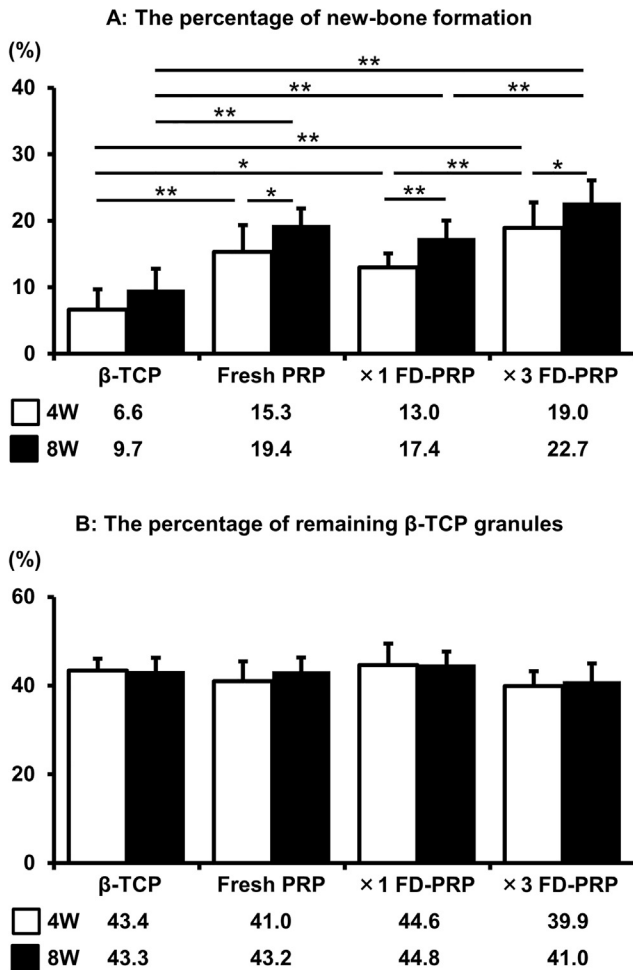 A: The percentage of new-bone formation
(%)
40
30
20
10
0
**
**
**
**
**
*
**
**
*
*
**
β-TCP
Fresh PRP
×1 FD-PRP
×3 FD-PRP
4W 6.6 15.3 13.0 19.0
8W 9.7 19.4 17.4 22.7
B: The percentage of remaining β-TCP granules
(%)
60
40
20
0
β-TCP
Fresh PRP
×1 FD-PRP
×3 FD-PRP
4W 43.4 41.0 44.6 39.9
8W 43.3 43.2 44.8 41.0